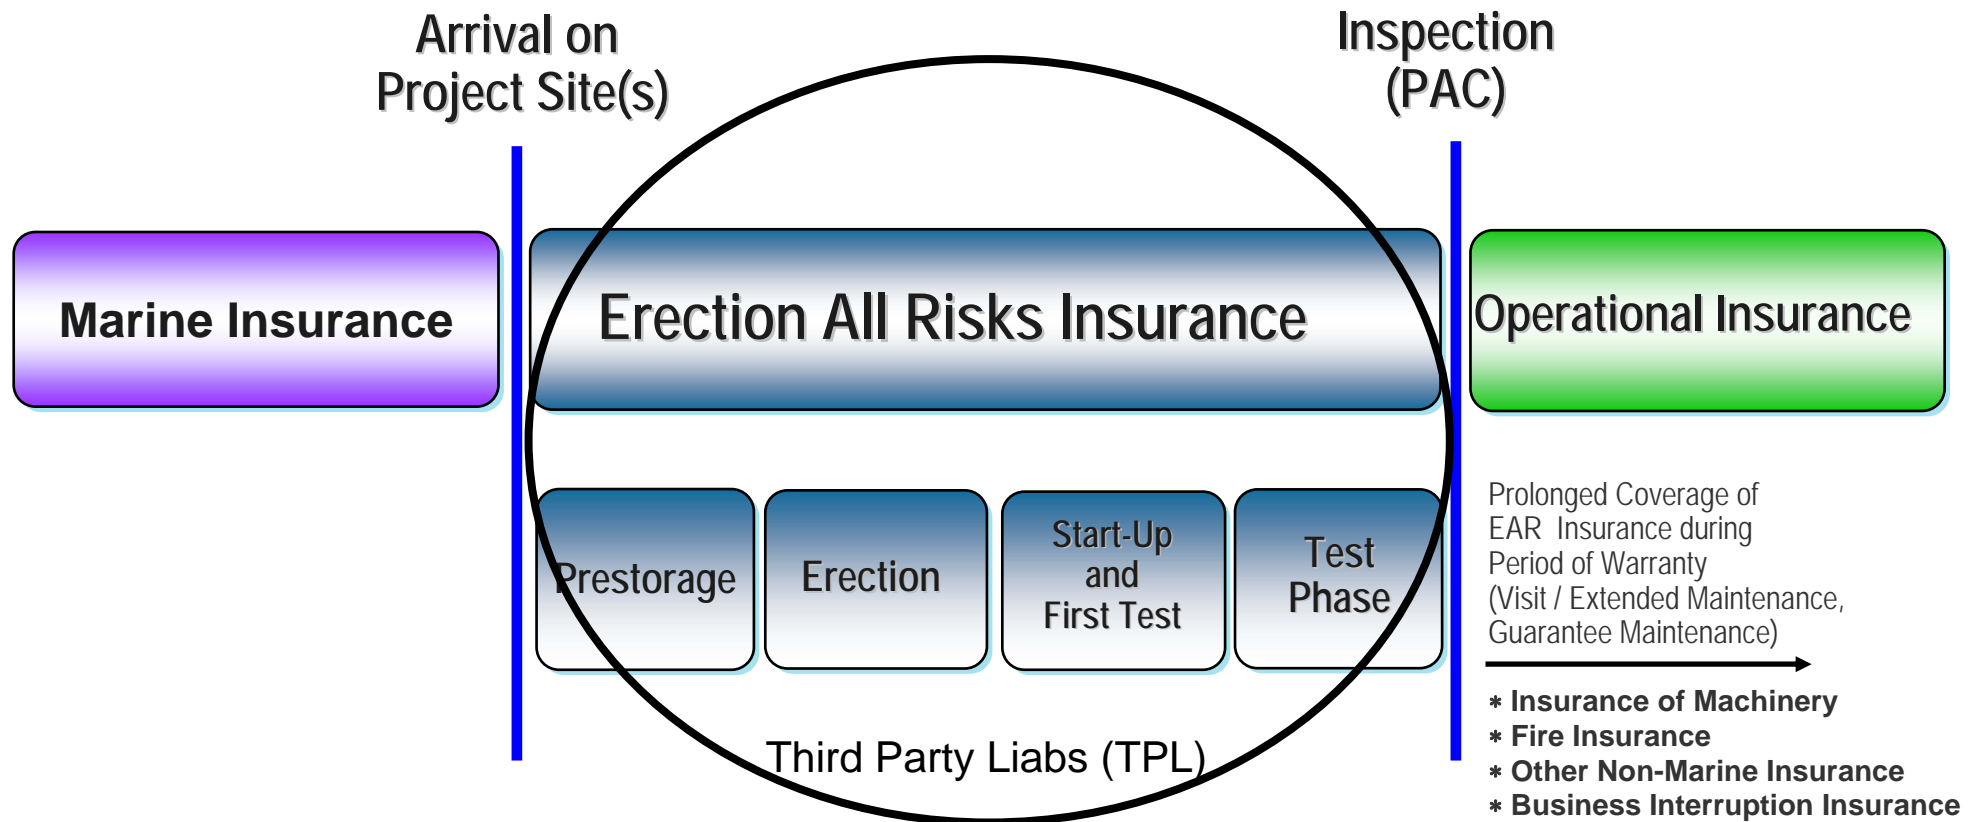 Arrival on
Project Site(s)
Inspection
(PAC)
Marine Insurance
Erection All Risks Insurance
Operational Insurance
Prestorage
Erection
Start-Up
and
First Test
Test
Phase
Third Party Liabs (TPL)
Prolonged Coverage of
EAR Insurance during
Period of Warranty
(Visit / Extended Maintenance,
Guarantee Maintenance)
* Insurance of Machinery
* Fire Insurance
* Other Non-Marine Insurance
* Business Interruption Insurance